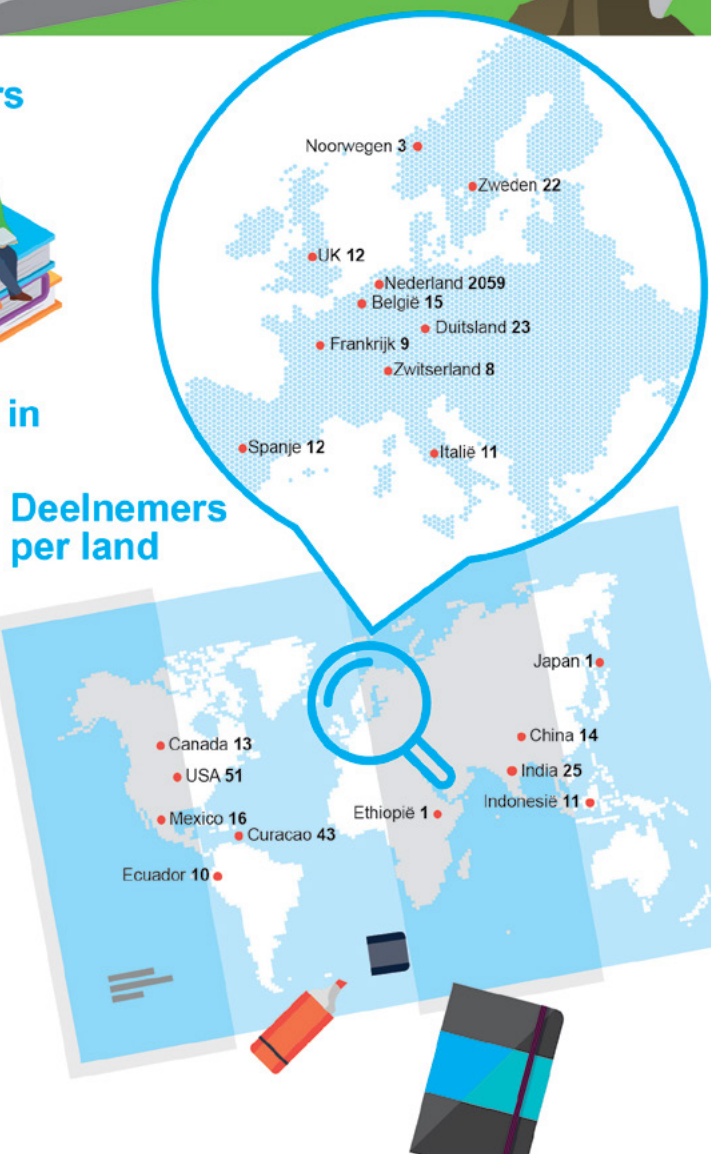 rs
Noorwegen 3
Zweden 22
UK 12
Nederland 2059
België 15
Duitsland 23
Frankrijk 9
Zwitserland 8
in
Spanje 12
Italië 11
Deelnemers
per land
Japan 1
Canada 13
China 14
USA 51
India 25
Indonesië 11
Mexico 16
Ethiopië 1
Curacao 43
Ecuador 10